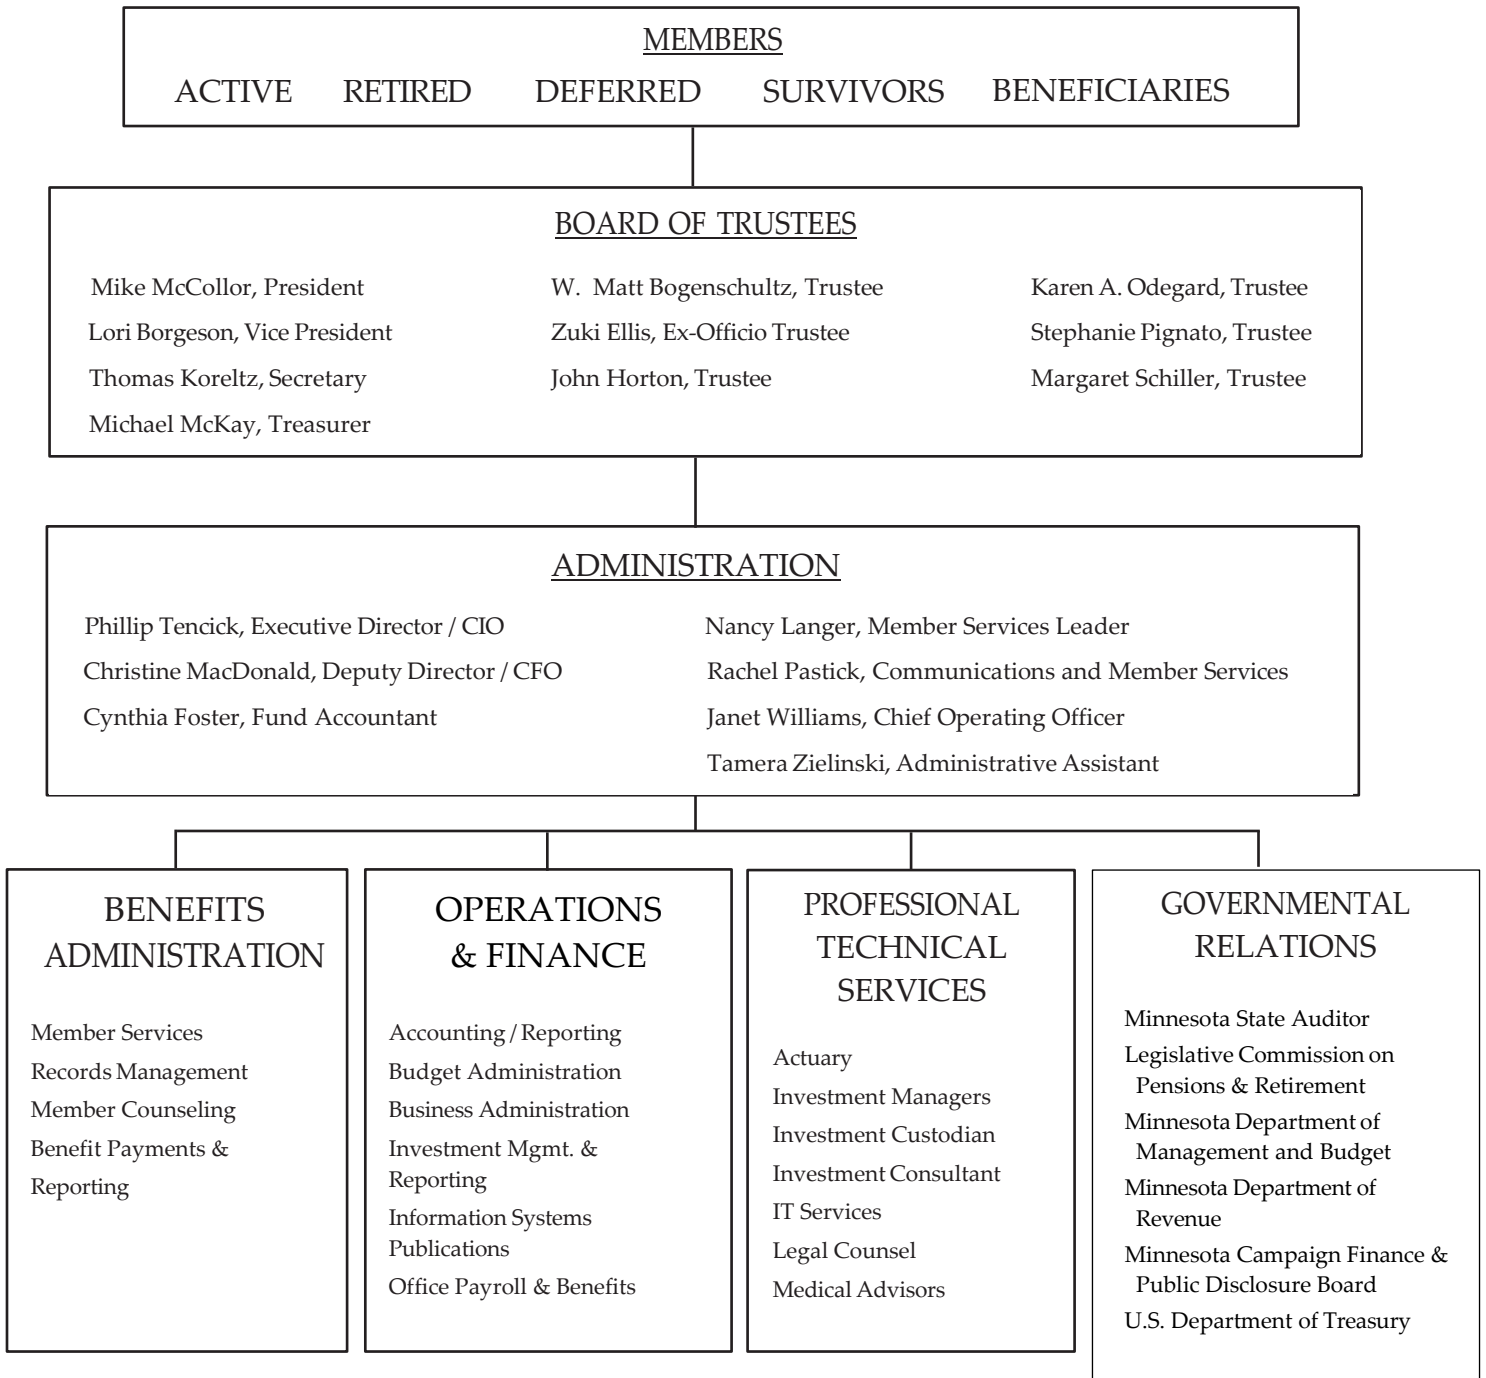 MEMBERS
ACTIVE RETIRED DEFERRED SURVIVORS BENEFICIARIES
BOARD OF TRUSTEES
Mike McCollor, President
Lori Borgeson, Vice President
Thomas Koreltz, Secretary
Michael McKay, Treasurer
W. Matt Bogenschultz, Trustee
Zuki Ellis, Ex-Officio Trustee
John Horton, Trustee
Karen A. Odegard, Trustee
Stephanie Pignato, Trustee
Margaret Schiller, Trustee
ADMINISTRATION
Phillip Tencick, Executive Director / CIO
Christine MacDonald, Deputy Director / CFO
Cynthia Foster, Fund Accountant
Nancy Langer, Member Services Leader
Rachel Pastick, Communications and Member Services
Janet Williams, Chief Operating Officer
Tamera Zielinski, Administrative Assistant
BENEFITS
ADMINISTRATION
Member Services
Records Management
Member Counseling
Benefit Payments &
Reporting
OPERATIONS
& FINANCE
Accounting / Reporting
Budget Administration
Business Administration
Investment Mgmt. &
Reporting
Information Systems
Publications
Office Payroll & Benefits
PROFESSIONAL
TECHNICAL
SERVICES
Actuary
Investment Managers
Investment Custodian
Investment Consultant
IT Services
Legal Counsel
Medical Advisors
GOVERNMENTAL
RELATIONS
Minnesota State Auditor
Legislative Commission on
Pensions & Retirement
Minnesota Department of
Management and Budget
Minnesota Department of
Revenue
Minnesota Campaign Finance &
Public Disclosure Board
U.S. Department of Treasury